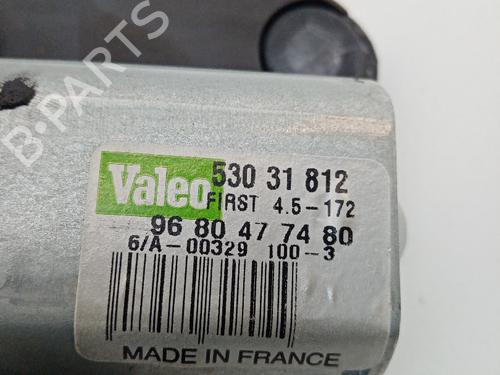 B-PARTS
Valeo
530 31 812
FIRST 4.5-172
96 80 47 74 80
6/A-00329 100-3
MADE IN FRANCE